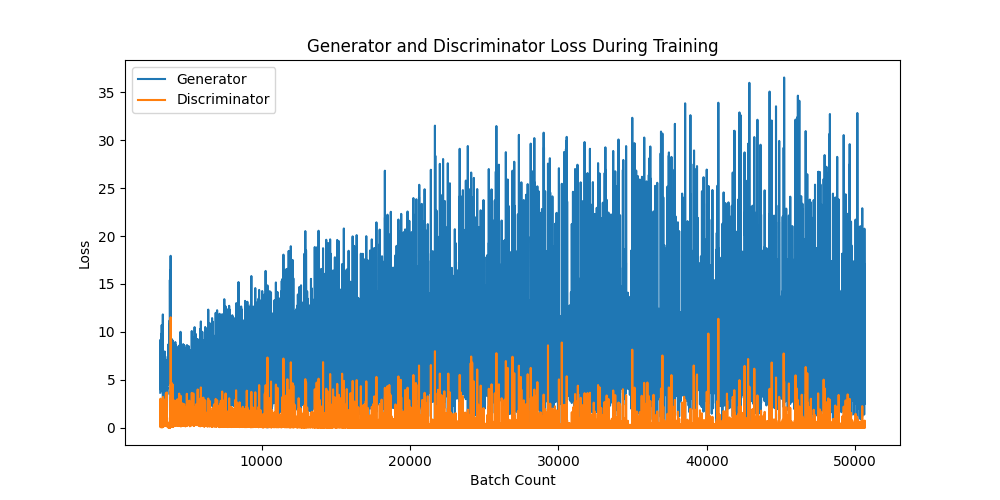 Generator and Discriminator Loss During Training
Generator
Discriminator
Loss
35
30
25
20
15
10
5
0
10000 20000 30000 40000 50000
Batch Count